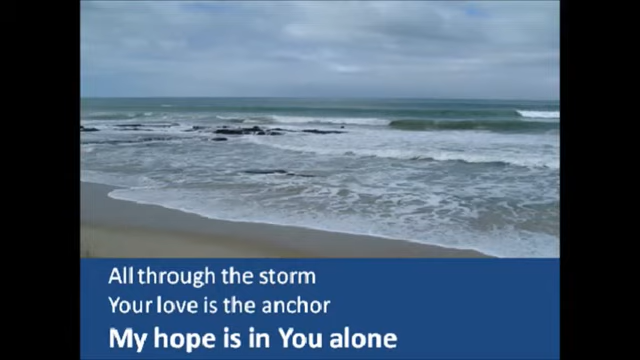 All through the storm
Your love is the anchor
My hope is in You alone